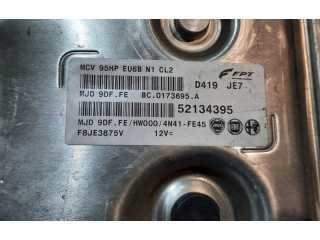 MCV 95HP EU6B N1 CL2
FPT
D419 JE7
MJD 9DF.FE BC.0173695.A
52134395
MJD 9DF.FE/HW000/4N41-FE45
F8JE3875V 12V=